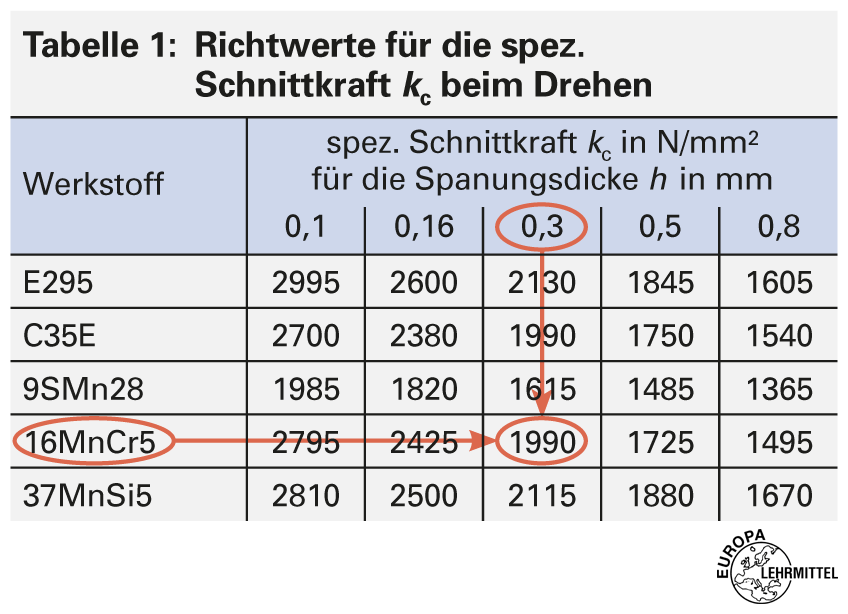 Tabelle 1: Richtwerte für die spez.
Schnittkraft kc beim Drehen
Werkstoff
spez. Schnittkraft kc in N/mm²
für die Spanungsdicke h in mm
0,1 0,16 0,3 0,5 0,8
E295 2995 2600 2130 1845 1605
C35E 2700 2380 1990 1750 1540
9SMn28 1985 1820 1615 1485 1365
16MnCr5 2795 2425 1990 1725 1495
37MnSi5 2810 2500 2115 1880 1670
EUROPA
LEHRMITTEL